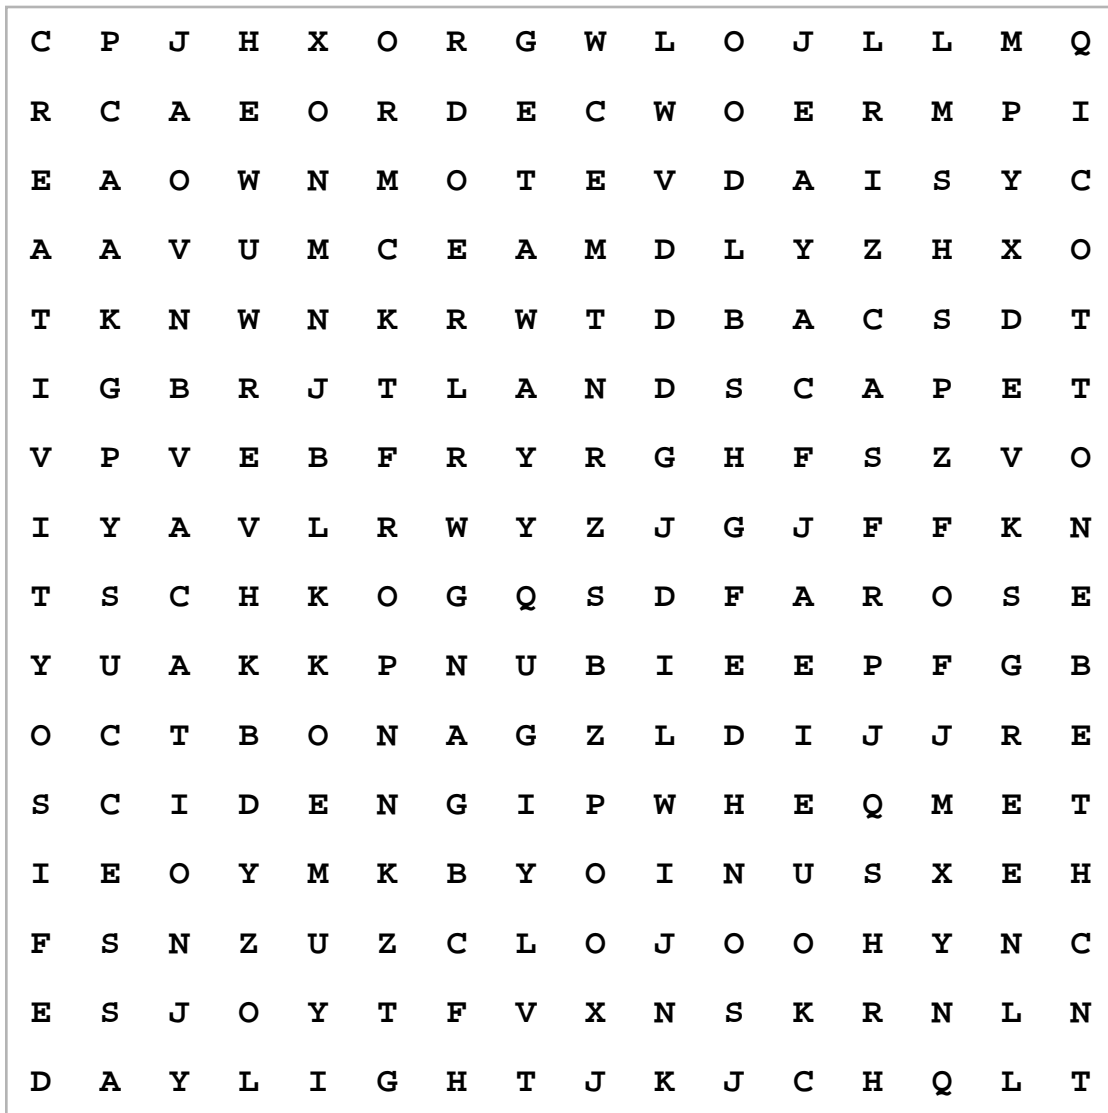 C P J H X O R G W L O J L L M Q
R C A E O R D E C W O E R M P I
E A O W N M O T E V D A I S Y C
A A V U M C E A M D L Y Z H X O
T K N W N K R W T D B A C S D T
I G B R J T L A N D S C A P E T
V P V E B F R Y R G H F S Z V O
I Y A V L R W Y Z J G J F F K N
T S C H K O G Q S D F A R O S E
Y U A K K P N U B I E E P F G B
O C T B O N A G Z L D I J J R E
S C I D E N G I P W H E Q M E T
I E O Y M K B Y O I N U S X E H
F S N Z U Z C L O J O O H Y N C
E S J O Y T F V X N S K R N L N
D A Y L I G H T J K J C H Q L T